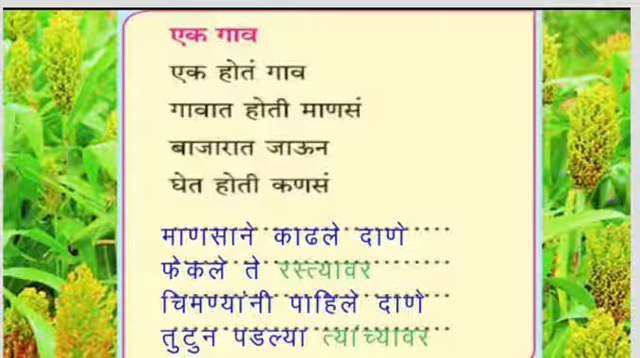 एक गाव
एक होतं गाव
गावात होती माणसं
बाजारात जाऊन
घेत होती कणसं
माणसाने काढले दाणे
फेकले ते रस्त्यावर
चिमण्यांनी पाहिले दाणे
तुटुन पडल्या त्यांच्यावर